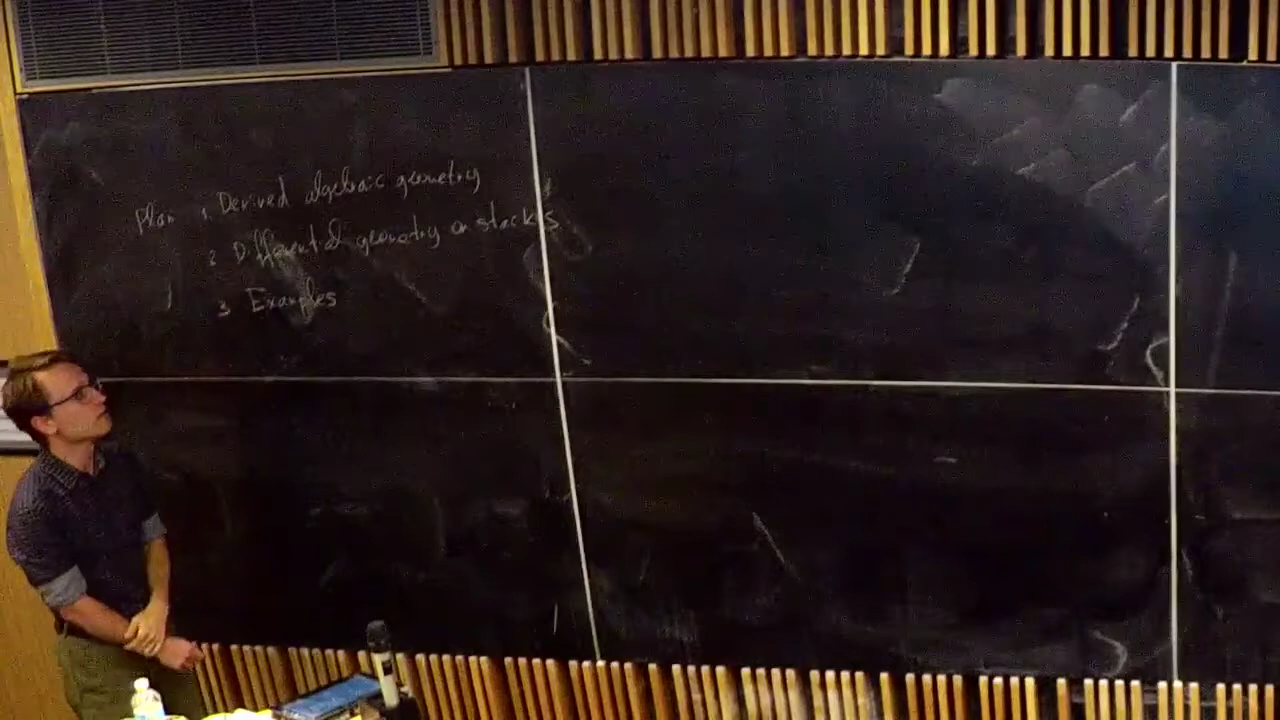 Plan 1. Derived algebraic geometry
2 Differential geometry on stacks
3 Examples